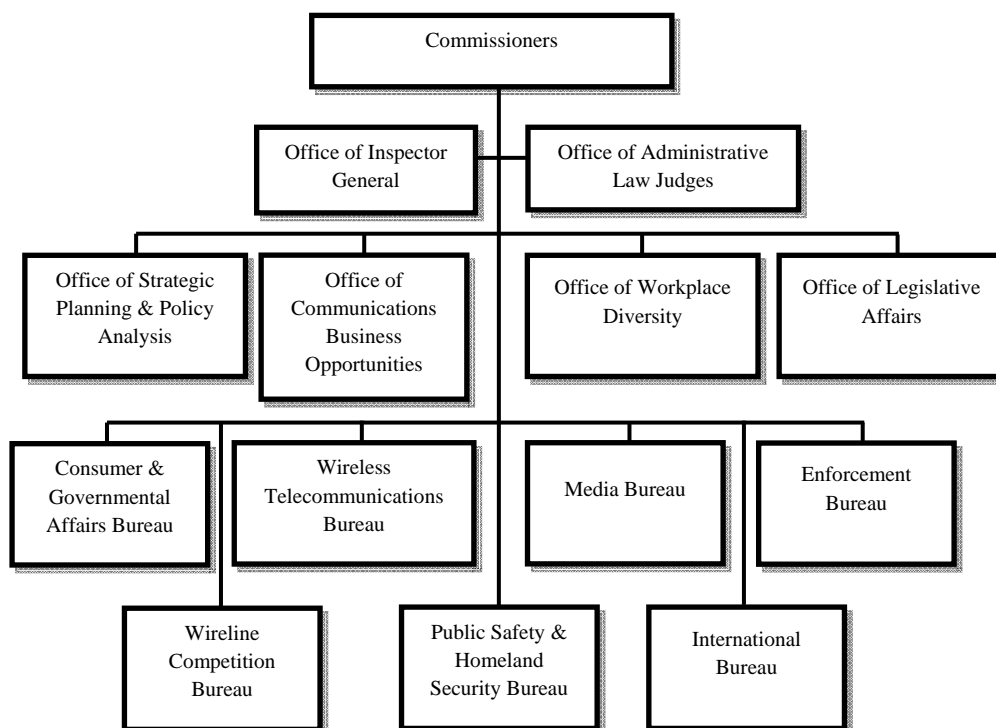 Commissioners
Office of Inspector
General
Office of Administrative
Law Judges
Office of Strategic
Planning & Policy
Analysis
Office of
Communications
Business
Opportunities
Office of Workplace
Diversity
Office of Legislative
Affairs
Consumer &
Governmental
Affairs Bureau
Wireless
Telecommunications
Bureau
Media Bureau
Enforcement
Bureau
Wireline
Competition
Bureau
Public Safety &
Homeland
Security Bureau
International
Bureau